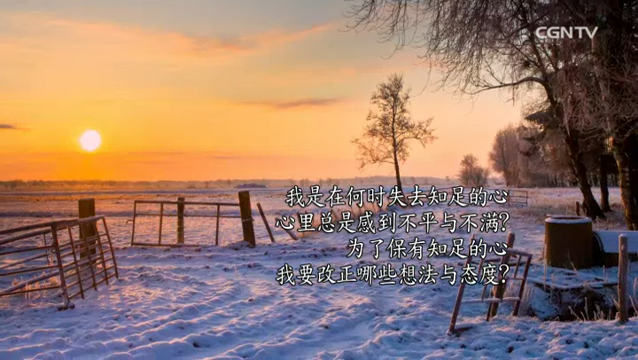 CGNTV
我是在何时失去知足的心
心里总是感到不平与不满?
为了保有知足的心
我要改正哪些想法与态度?